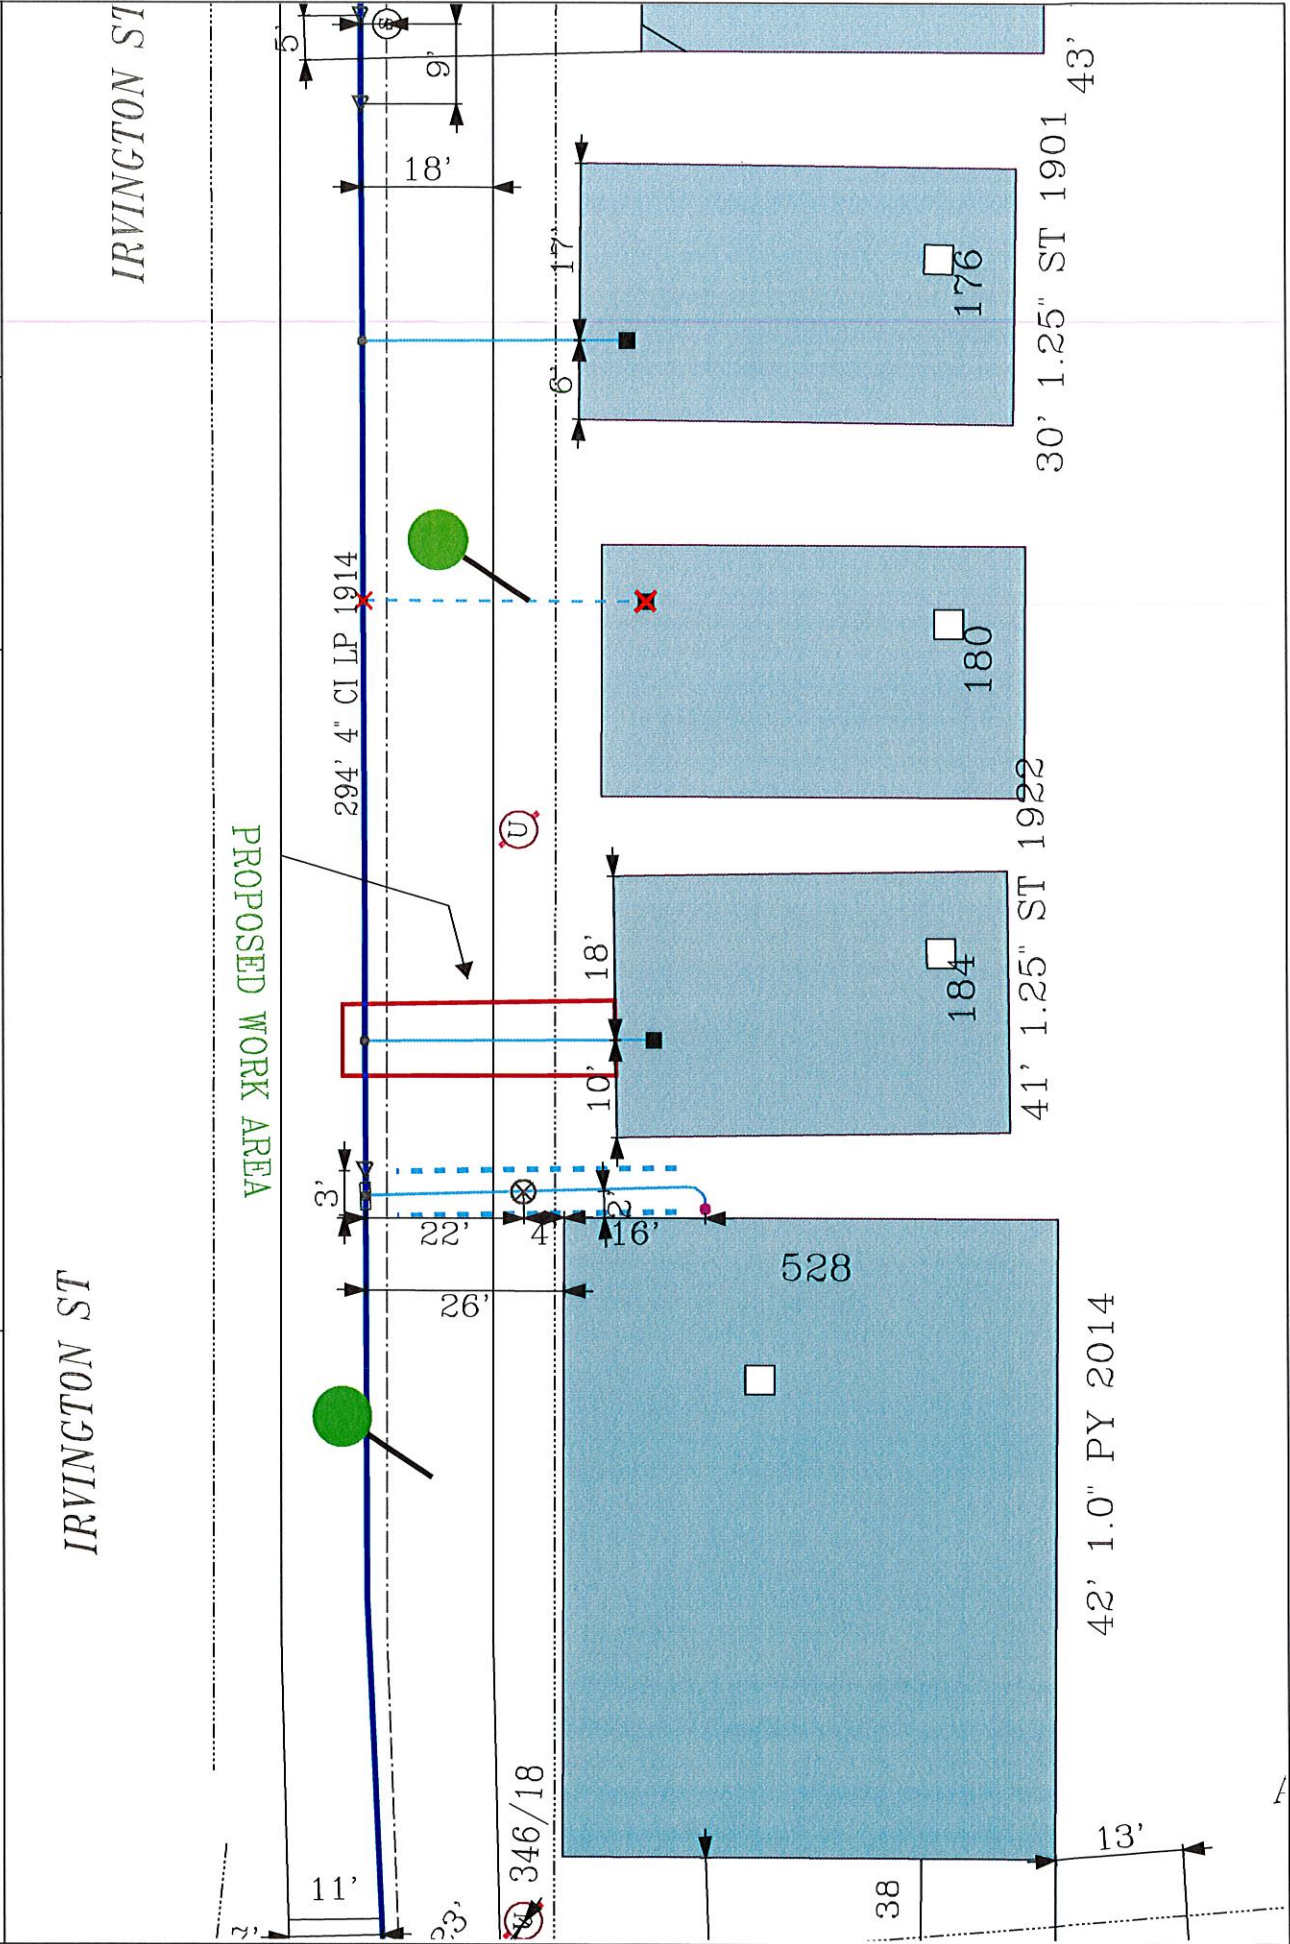 IRVINGTON ST
5'
S
9'
43'
18'
17'
6'
176
30' 1.25" ST 1901
294' 4" CI LP 1914
180
PROPOSED WORK AREA
U
18'
10'
184
41' 1.25" ST 1922
3'
22'
4
2'
16'
528
26'
IRVINGTON ST
42' 1.0" PY 2014
346/18
11'
23'
38
13'